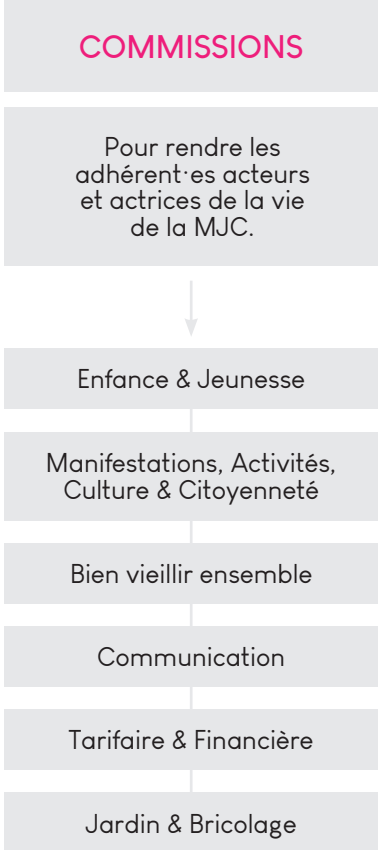 COMMISSIONS
Pour rendre les
adhérent·es acteurs
et actrices de la vie
de la MJC.
Enfance & Jeunesse
Manifestations, Activités,
Culture & Citoyenneté
Bien vieillir ensemble
Communication
Tarifaire & Financière
Jardin & Bricolage